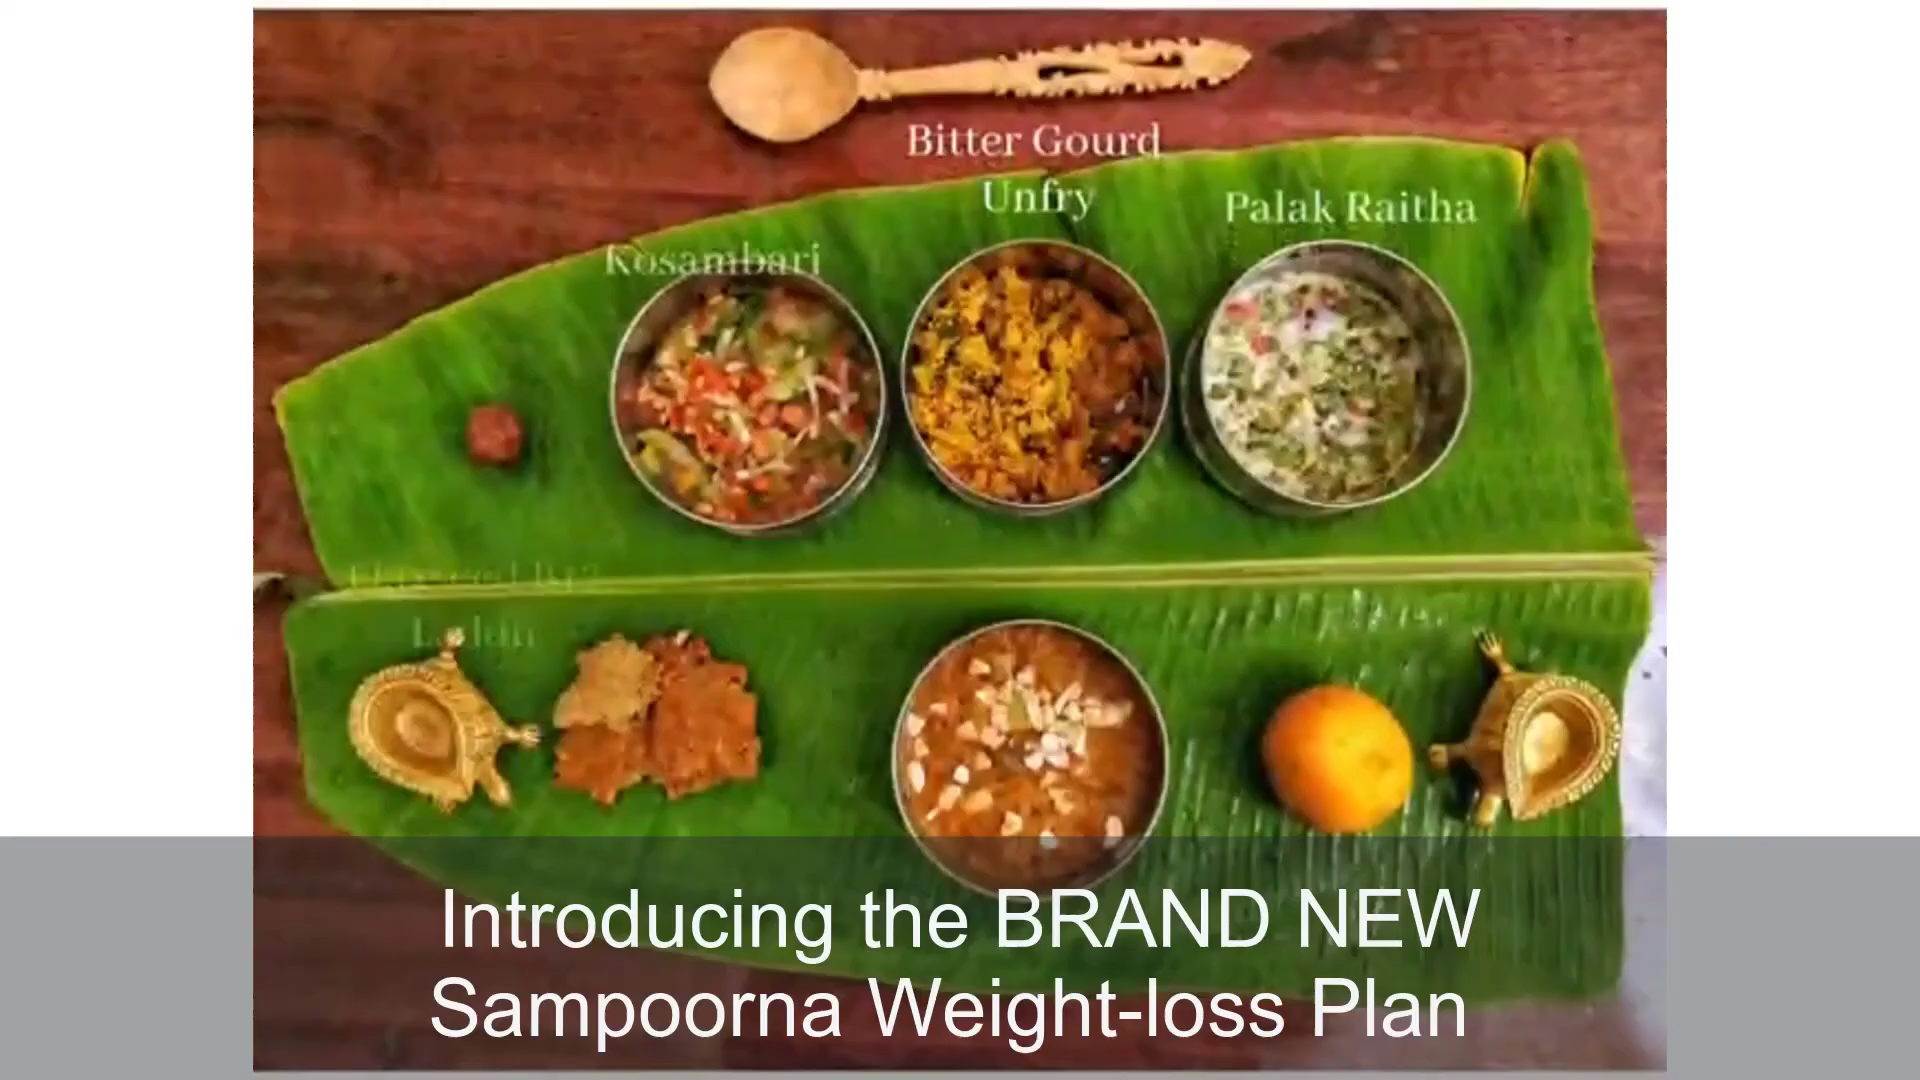 Bitter Gourd
Unfry
Palak Raitha
Kosambari
Introducing the BRAND NEW
Sampoorna Weight-loss Plan